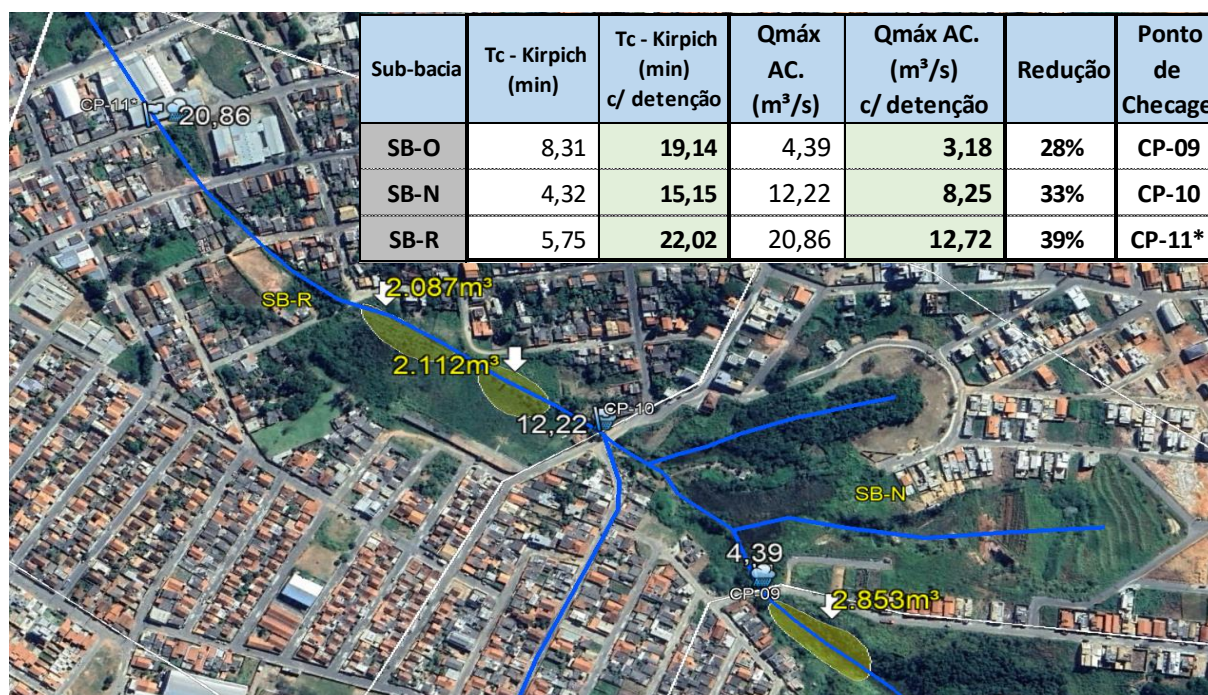 Sub-bacia Tc - Kirpich (min) Tc - Kirpich (min) c/ detenção Qmáx AC. (m³/s) Qmáx AC. (m³/s) c/ detenção Redução Ponto de Checage
SB-O 8,31 19,14 4,39 3,18 28% CP-09
SB-N 4,32 15,15 12,22 8,25 33% CP-10
SB-R 5,75 22,02 20,86 12,72 39% CP-11*
CP-11* 20,86
SB-R 2.087m³
2.112m³
12,22 CP-10
SB-N
4,39
CP-09
2.853m³